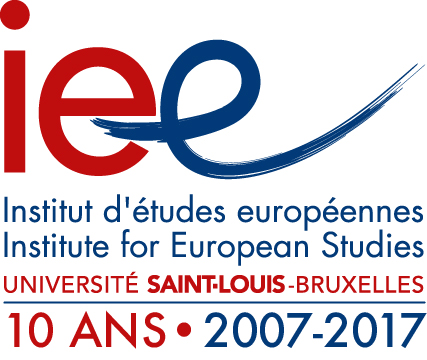 iee
Institut d'études européennes
Institute for European Studies
UNIVERSITÉ SAINT-LOUIS-BRUXELLES
10 ANS • 2007-2017